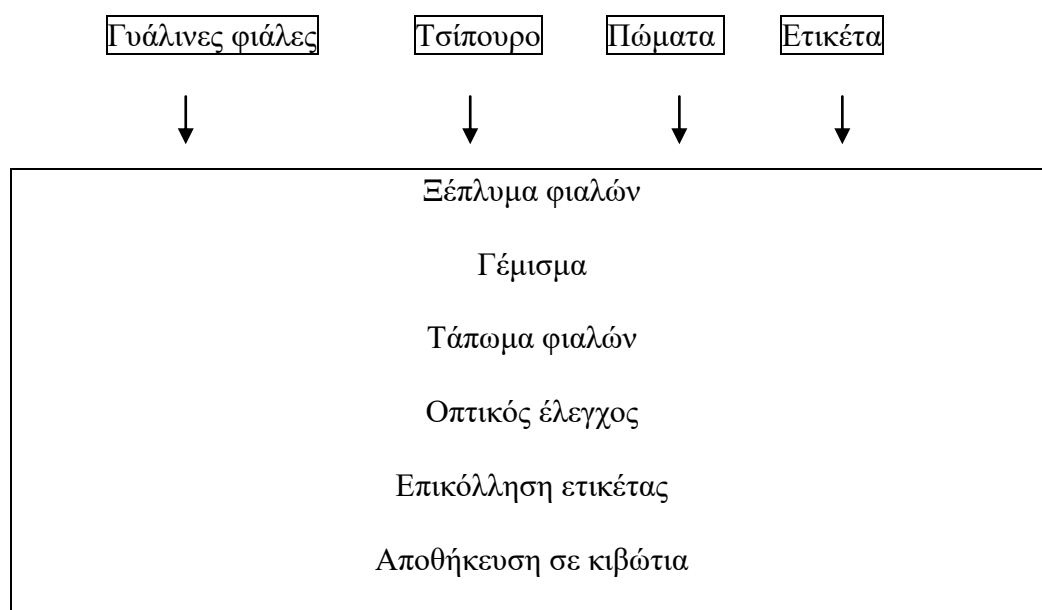 Γυάλινες φιάλες Τσίπουρο Πώματα Ετικέτα
Ξέπλυμα φιαλών
Γέμισμα
Τάπωμα φιαλών
Οπτικός έλεγχος
Επικόλληση ετικέτας
Αποθήκευση σε κιβώτια